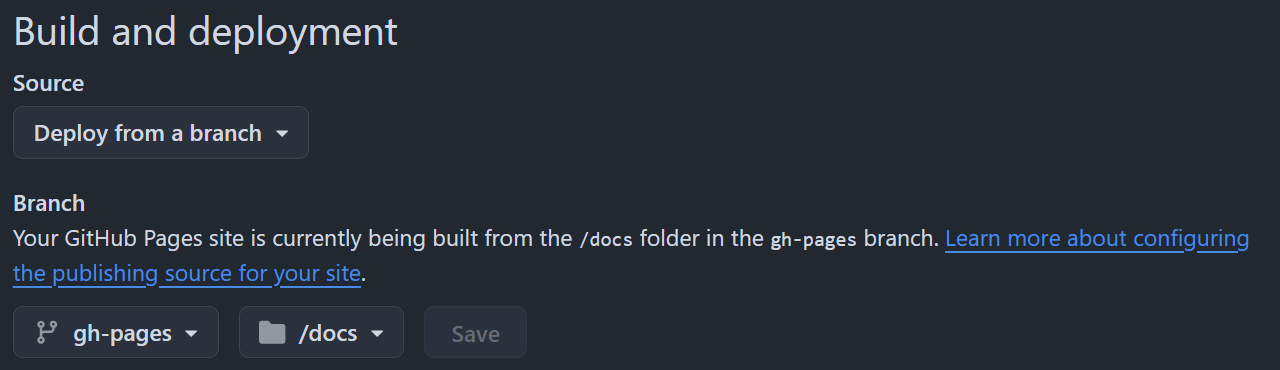 Build and deployment
Source
Deploy from a branch
Branch
Your GitHub Pages site is currently being built from the /docs folder in the gh-pages branch. Learn more about configuring
the publishing source for your site.
gh-pages /docs Save